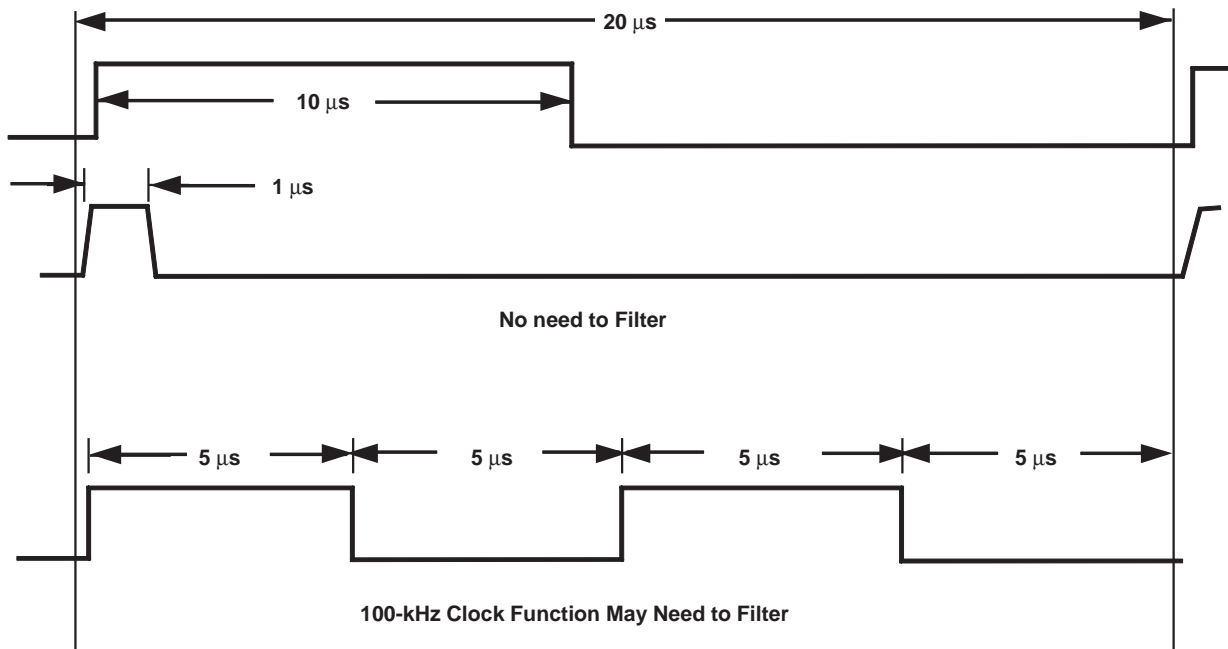 20 μs
10 μs
1 μs
No need to Filter
5 μs 5 μs 5 μs 5 μs
100-kHz Clock Function May Need to Filter